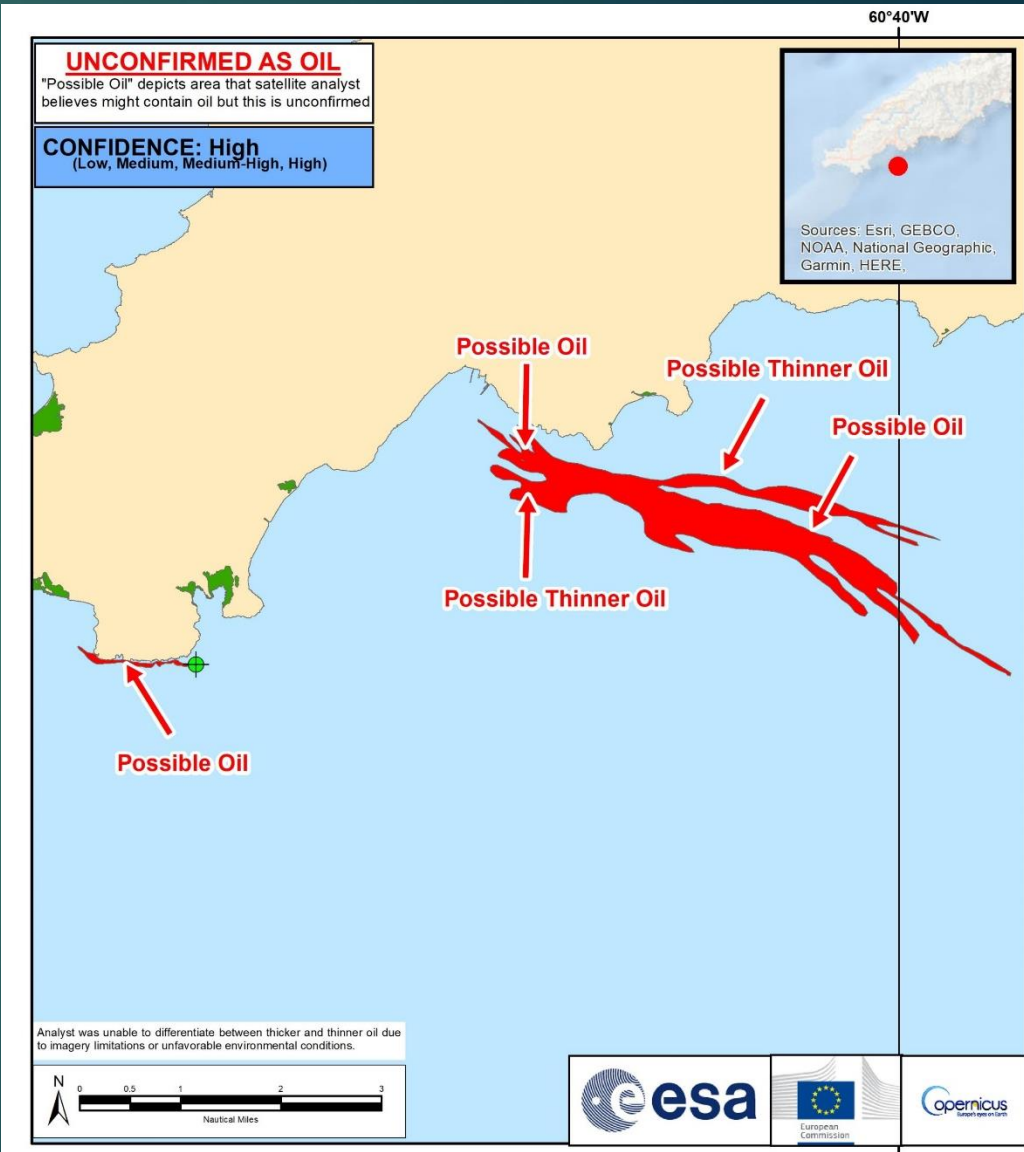 60°40'W
UNCONFIRMED AS OIL
"Possible Oil" depicts area that satellite analyst
believes might contain oil but this is unconfirmed
CONFIDENCE: High
(Low, Medium, Medium-High, High)
Sources: Esri, GEBCO,
NOAA, National Geographic,
Garmin, HERE,
Possible Oil
Possible Thinner Oil
Possible Oil
Possible Thinner Oil
Possible Oil
Analyst was unable to differentiate between thicker and thinner oil due
to imagery limitations or unfavorable environmental conditions.
N
0 0.5 1 2 3
Nautical Miles
esa
European
Commission
opernicus
Europe's eyes on Earth